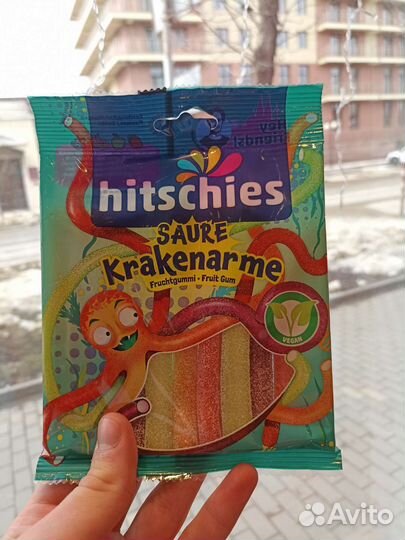 hitschies
SAURE
Krakenarme
Fruchtgummi - Fruit Gum
VEGAN
Avito